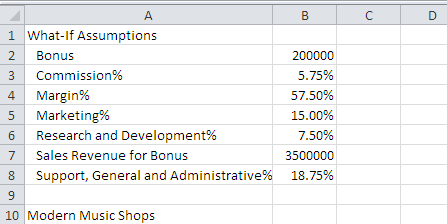 A B C D
1 What-If Assumptions
2 Bonus 200000
3 Commission% 5.75%
4 Margin% 57.50%
5 Marketing% 15.00%
6 Research and Development% 7.50%
7 Sales Revenue for Bonus 3500000
8 Support, General and Administrative% 18.75%
9
10 Modern Music Shops